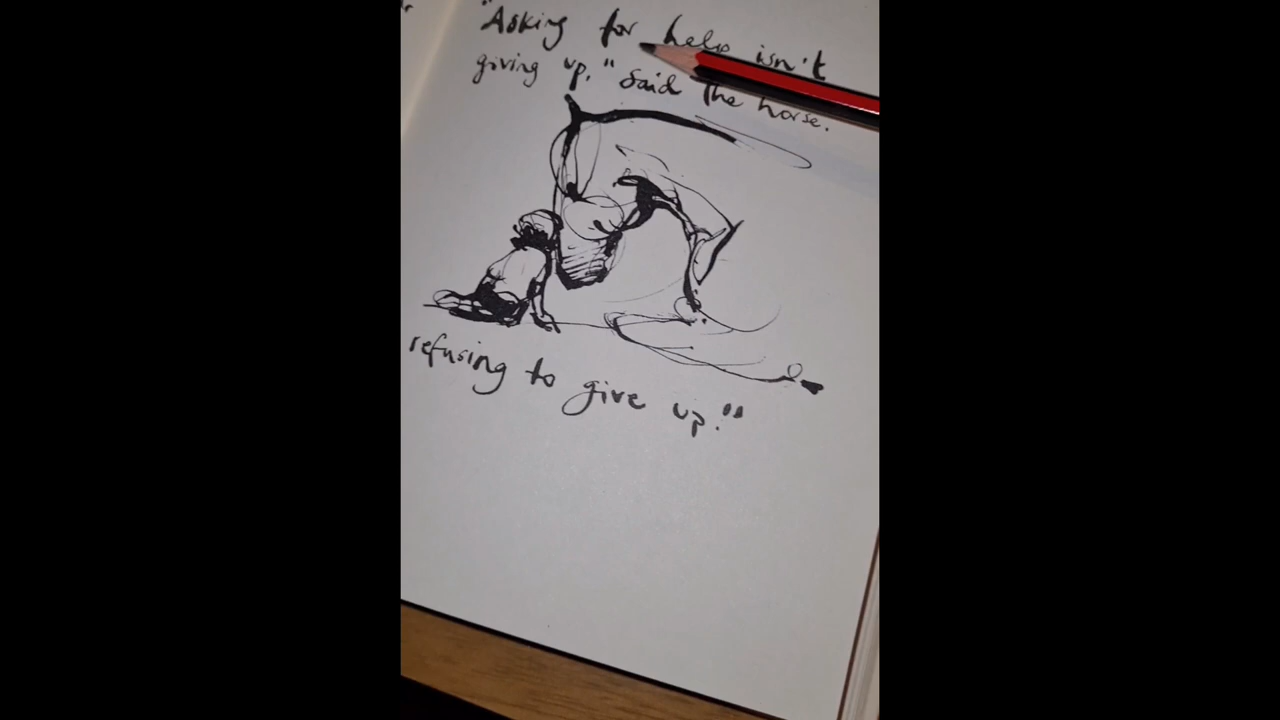 "Asking for help isn't
giving up." said the horse.
refusing to give up."